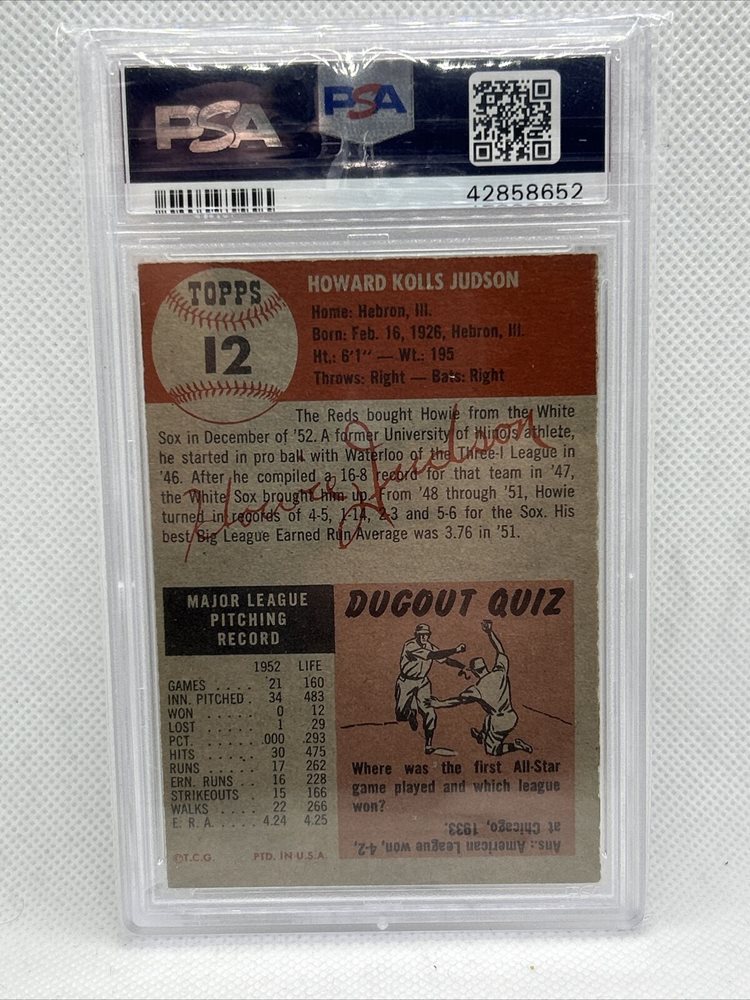 PSA
PSA
42858652
TOPPS
12
HOWARD KOLLS JUDSON
Home: Hebron, Ill.
Born: Feb. 16, 1926, Hebron, Ill.
Ht.: 6'1" — Wt.: 195
Throws: Right — Bats: Right
The Reds bought Howie from the White
Sox in December of '52. A former University of Illinois athlete,
he started in pro ball with Waterloo of the Three-I League in
'46. After he compiled a 16-8 record for that team in '47,
the White Sox brought him up. From '48 through '51, Howie
turned in records of 4-5, 1-14, 2-3 and 5-6 for the Sox. His
best Big League Earned Run Average was 3.76 in '51.
Howie Judson
MAJOR LEAGUE
PITCHING
RECORD
1952 LIFE
GAMES .... 21 160
INN. PITCHED . 34 483
WON .... 0 12
LOST .... 1 29
PCT. .... .000 .293
HITS .... 30 475
RUNS .... 17 262
ERN. RUNS .. 16 228
STRIKEOUTS 15 166
WALKS .... 22 266
E. R. A. .... 4.24 4.25
©T.C.G. PTD. IN U.S.A.
DUGOUT QUIZ
Where was the first All-Star
game played and which league
won?
Ans.: American League won, 4-2,
at Chicago, 1933.